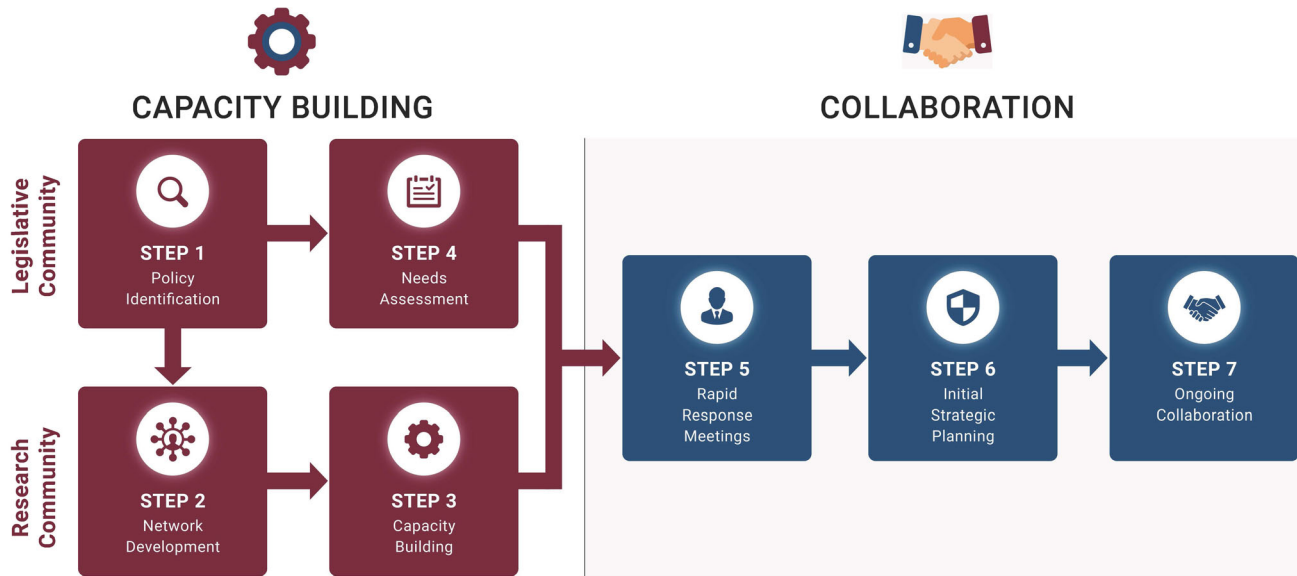 CAPACITY BUILDING
COLLABORATION
Legislative
Community
STEP 1
Policy
Identification
STEP 4
Needs
Assessment
Research
Community
STEP 2
Network
Development
STEP 3
Capacity
Building
STEP 5
Rapid
Response
Meetings
STEP 6
Initial
Strategic
Planning
STEP 7
Ongoing
Collaboration